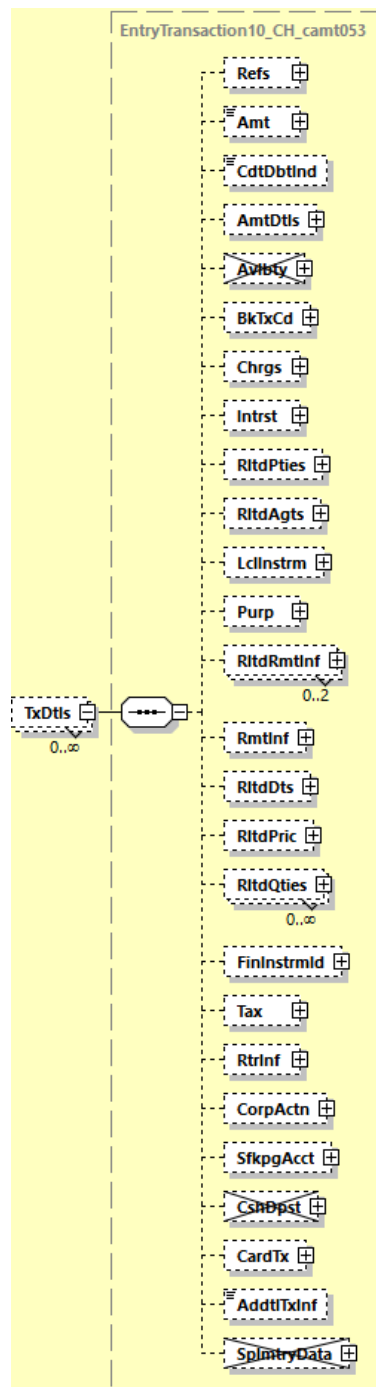 EntryTransaction10_CH_camt053
Refs
Amt
CdtDbtInd
AmtDtls
Avlbty
BkTxCd
Chrgs
Intrst
RltdPties
RltdAgts
LclInstrm
Purp
RltdRmtInf
0..2
TxDtls
0..∞
RmtInf
RltdDts
RltdPric
RltdQties
0..∞
FinInstrmId
Tax
RtrInf
CorpActn
SfkpgAcct
CshDpst
CardTx
AddtlTxInf
SplmtryData